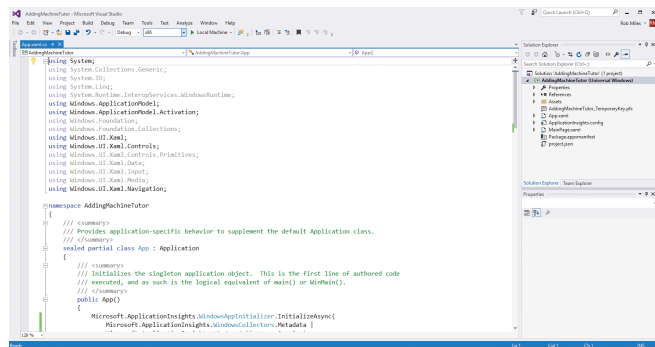 AddingMachineTutor - Microsoft Visual Studio
Quick Launch (Ctrl+Q)
File Edit View Project Build Debug Team Tools Test Analyze Window Help
Rob Miles
Debug x86 Local Machine
App.xaml.cs
Solution Explorer
AddingMachineTutor
AddingMachineTutor.App
App()
Search Solution Explorer (Ctrl+;)
Solution 'AddingMachineTutor' (1 project)
AddingMachineTutor (Universal Windows)
Properties
References
Assets
AddingMachineTutor_TemporaryKey.pfx
App.xaml
ApplicationInsights.config
MainPage.xaml
Package.appxmanifest
project.json
Solution Explorer Team Explorer
Properties
using System;
using System.Collections.Generic;
using System.IO;
using System.Linq;
using System.Runtime.InteropServices.WindowsRuntime;
using Windows.ApplicationModel;
using Windows.ApplicationModel.Activation;
using Windows.Foundation;
using Windows.Foundation.Collections;
using Windows.UI.Xaml;
using Windows.UI.Xaml.Controls;
using Windows.UI.Xaml.Controls.Primitives;
using Windows.UI.Xaml.Data;
using Windows.UI.Xaml.Input;
using Windows.UI.Xaml.Media;
using Windows.UI.Xaml.Navigation;
namespace AddingMachineTutor
{
/// <summary>
/// Provides application-specific behavior to supplement the default Application class.
/// </summary>
sealed partial class App : Application
{
/// <summary>
/// Initializes the singleton application object.  This is the first line of authored code
/// executed, and as such is the logical equivalent of main() or WinMain().
/// </summary>
public App()
{
Microsoft.ApplicationInsights.WindowsAppInitializer.InitializeAsync(
Microsoft.ApplicationInsights.WindowsCollectors.Metadata |
120 %
Ready
Ln 1 Col 1 Ch 1 INS